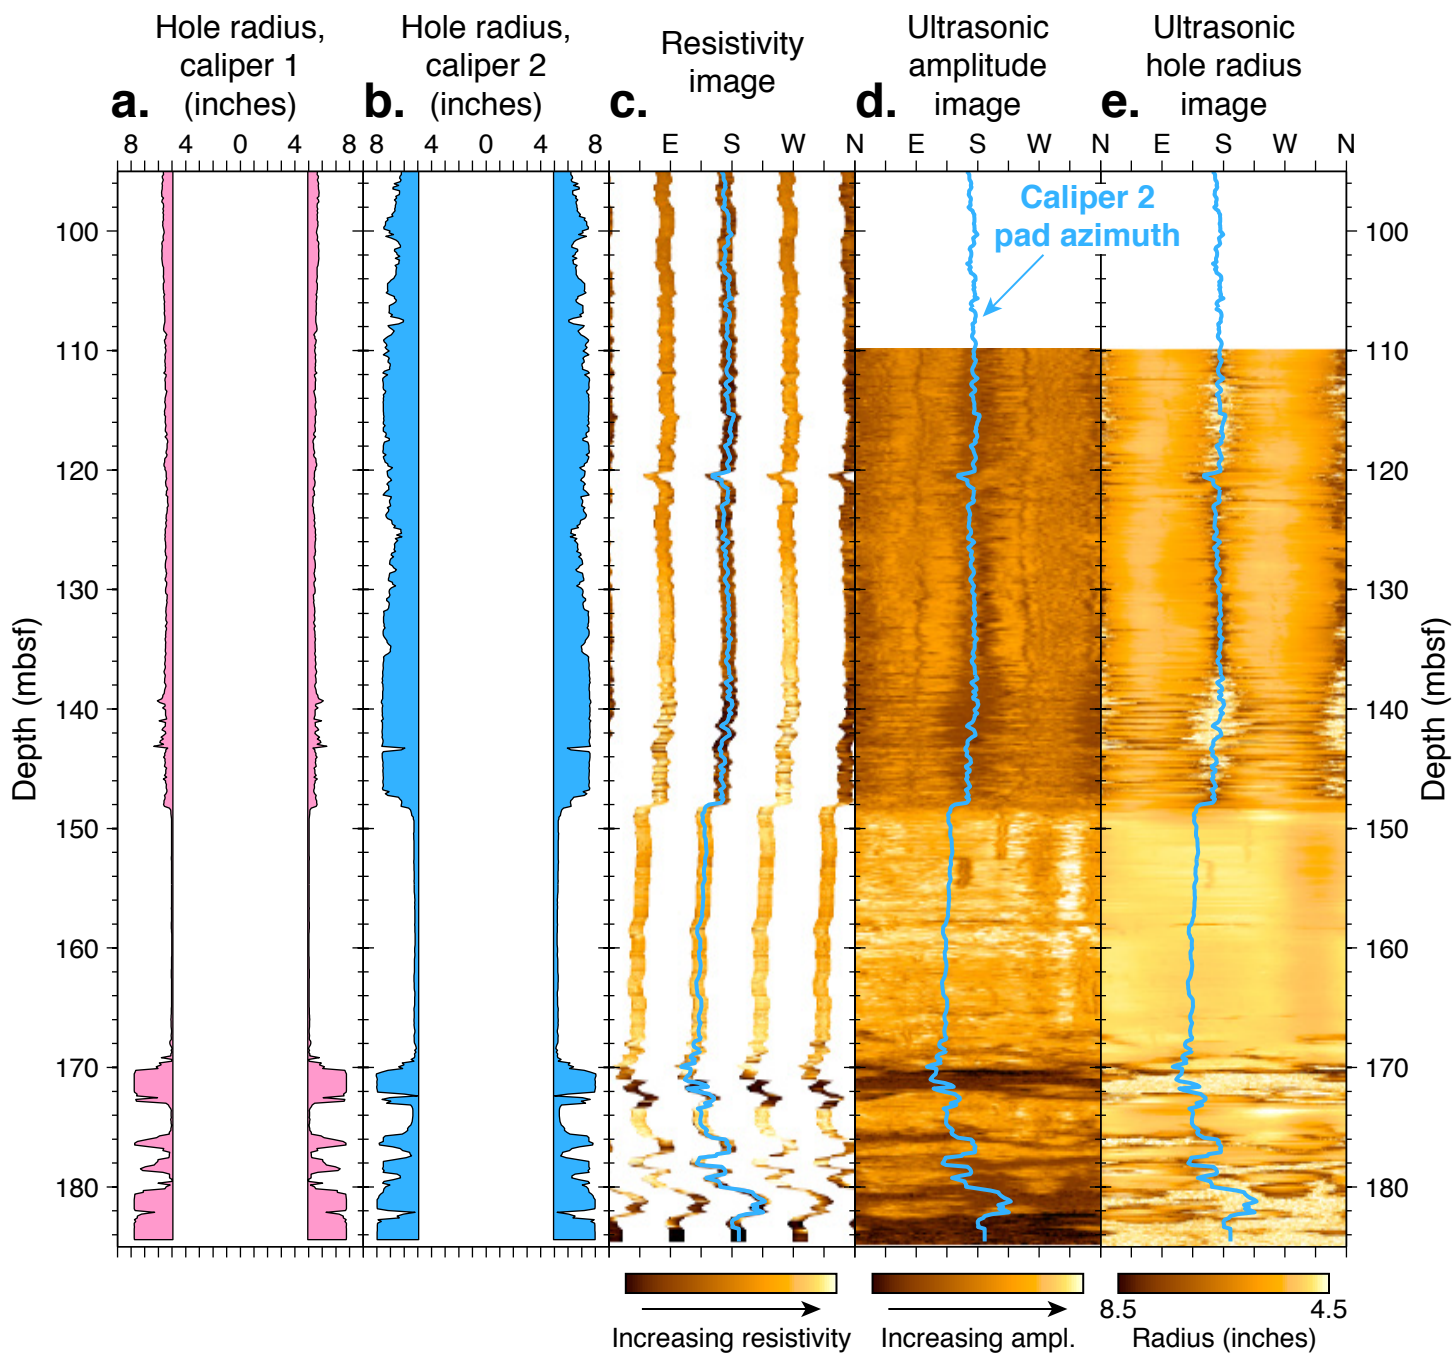 Hole radius,
caliper 1
(inches)
a.
Hole radius,
caliper 2
(inches)
b.
Resistivity
image
c.
Ultrasonic
amplitude
image
d.
Ultrasonic
hole radius
image
e.
8 4 0 4 8
8 4 0 4 8
E S W N
E S W N
E S W N
Caliper 2
pad azimuth
Depth (mbsf)
100
110
120
130
140
150
160
170
180
100
110
120
130
140
150
160
170
180
Depth (mbsf)
Increasing resistivity
Increasing ampl.
8.5 4.5
Radius (inches)